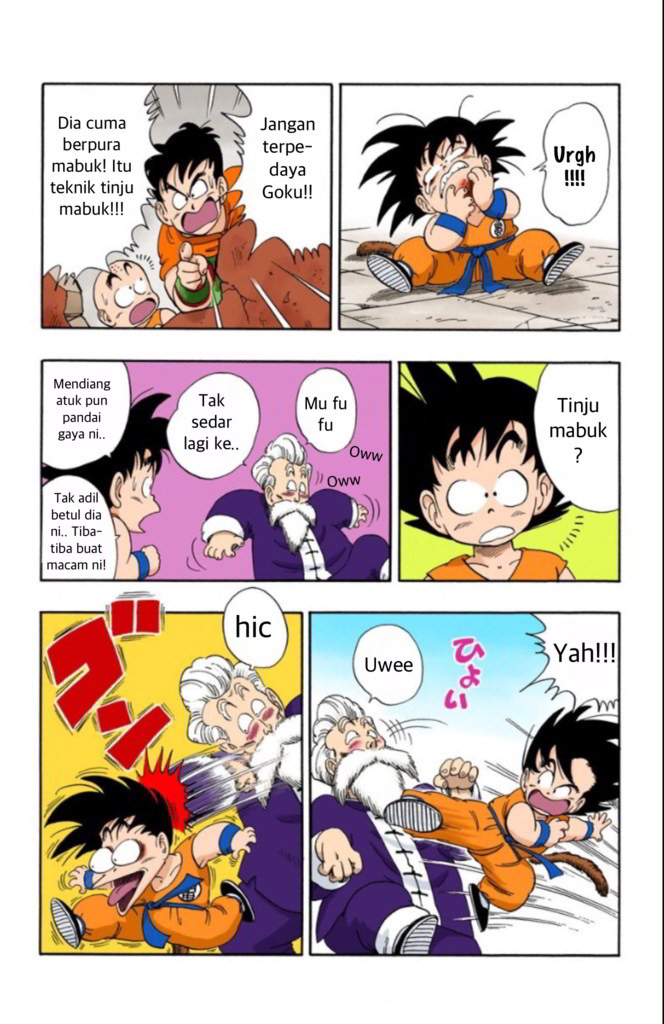 Urgh
!!!!
Jangan
terpe-
daya
Goku!!
Dia cuma
berpura
mabuk! Itu
teknik tinju
mabuk!!!
Tinju
mabuk
?
Mu fu
fu
Oww
Oww
Tak
sedar
lagi ke..
Mendiang
atuk pun
pandai
gaya ni..
Tak adil
betul dia
ni.. Tiba-
tiba buat
macam ni!
Yah!!!
ひょい
Uwee
hic
ゴン